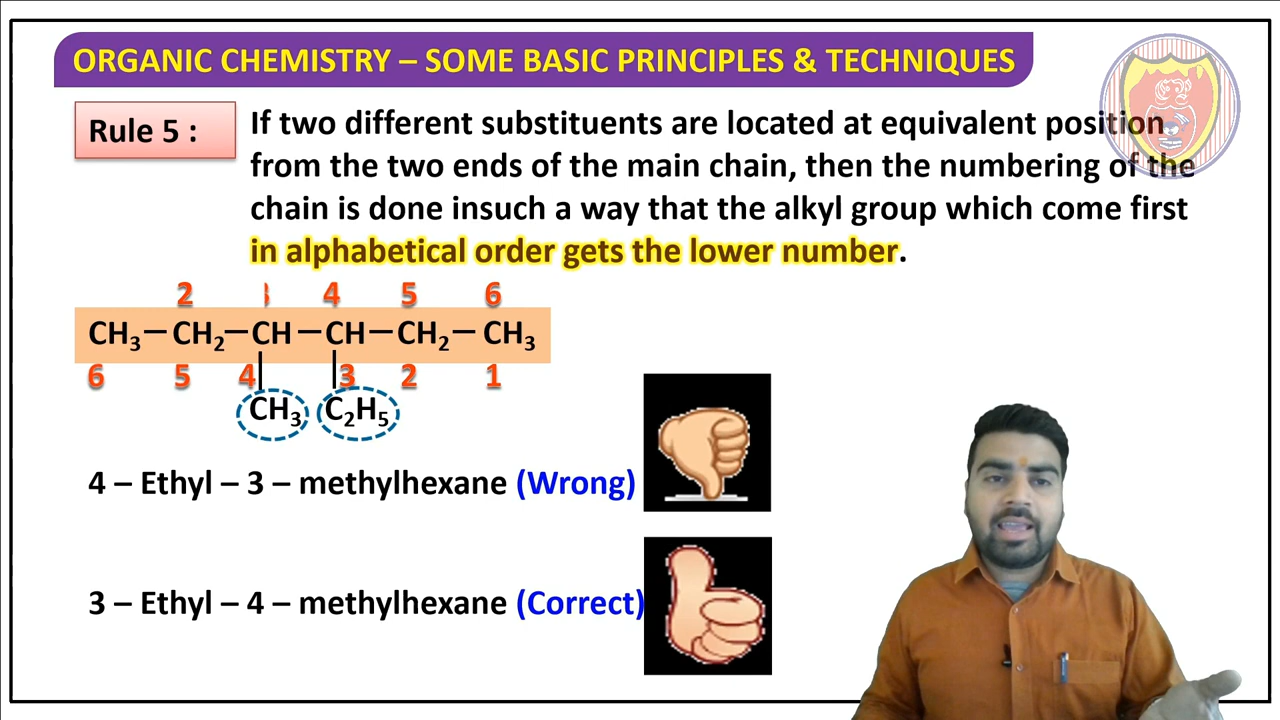 ORGANIC CHEMISTRY – SOME BASIC PRINCIPLES & TECHNIQUES
Rule 5 :
If two different substituents are located at equivalent position
from the two ends of the main chain, then the numbering of the
chain is done insuch a way that the alkyl group which come first
in alphabetical order gets the lower number.
2 3 4 5 6
CH₃ – CH₂ – CH – CH – CH₂ – CH₃
6 5 4 3 2 1
CH₃ C₂H₅
4 – Ethyl – 3 – methylhexane (Wrong)
3 – Ethyl – 4 – methylhexane (Correct)